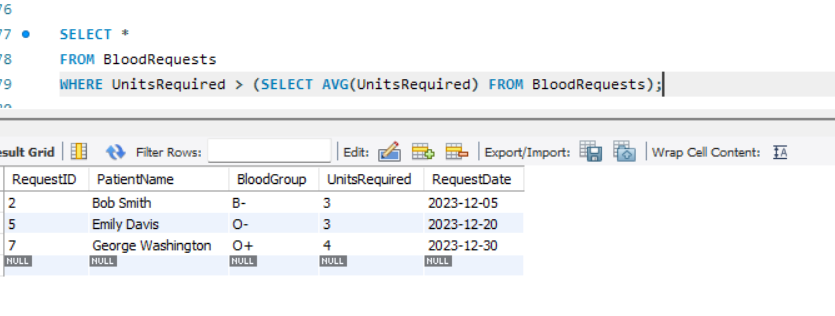 76
77 SELECT *
78 FROM BloodRequests
79 WHERE UnitsRequired > (SELECT AVG(UnitsRequired) FROM BloodRequests);
esult Grid Filter Rows: Edit: Export/Import: Wrap Cell Content: IA
RequestID PatientName BloodGroup UnitsRequired RequestDate
2 Bob Smith B- 3 2023-12-05
5 Emily Davis O- 3 2023-12-20
7 George Washington O+ 4 2023-12-30
NULL NULL NULL NULL NULL